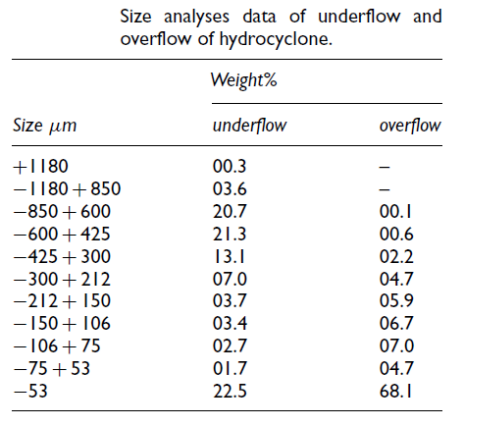 Size analyses data of underflow and
overflow of hydrocyclone.
Weight%
Size μm underflow overflow
+1180 00.3 –
−1180+850 03.6 –
−850+600 20.7 00.1
−600+425 21.3 00.6
−425+300 13.1 02.2
−300+212 07.0 04.7
−212+150 03.7 05.9
−150+106 03.4 06.7
−106+75 02.7 07.0
−75+53 01.7 04.7
−53 22.5 68.1